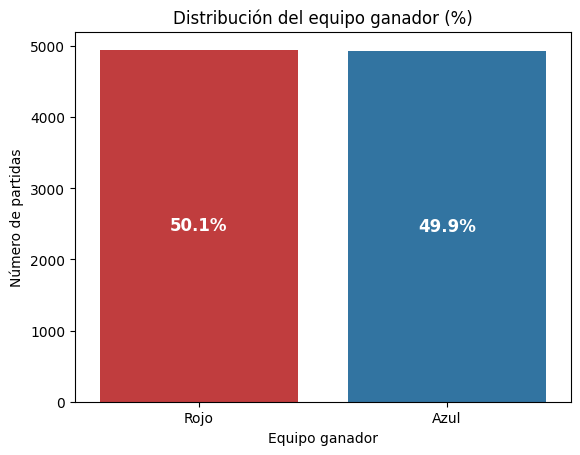 Distribución del equipo ganador (%)
Número de partidas
5000
4000
3000
2000
1000
0
50.1%
49.9%
Rojo
Azul
Equipo ganador